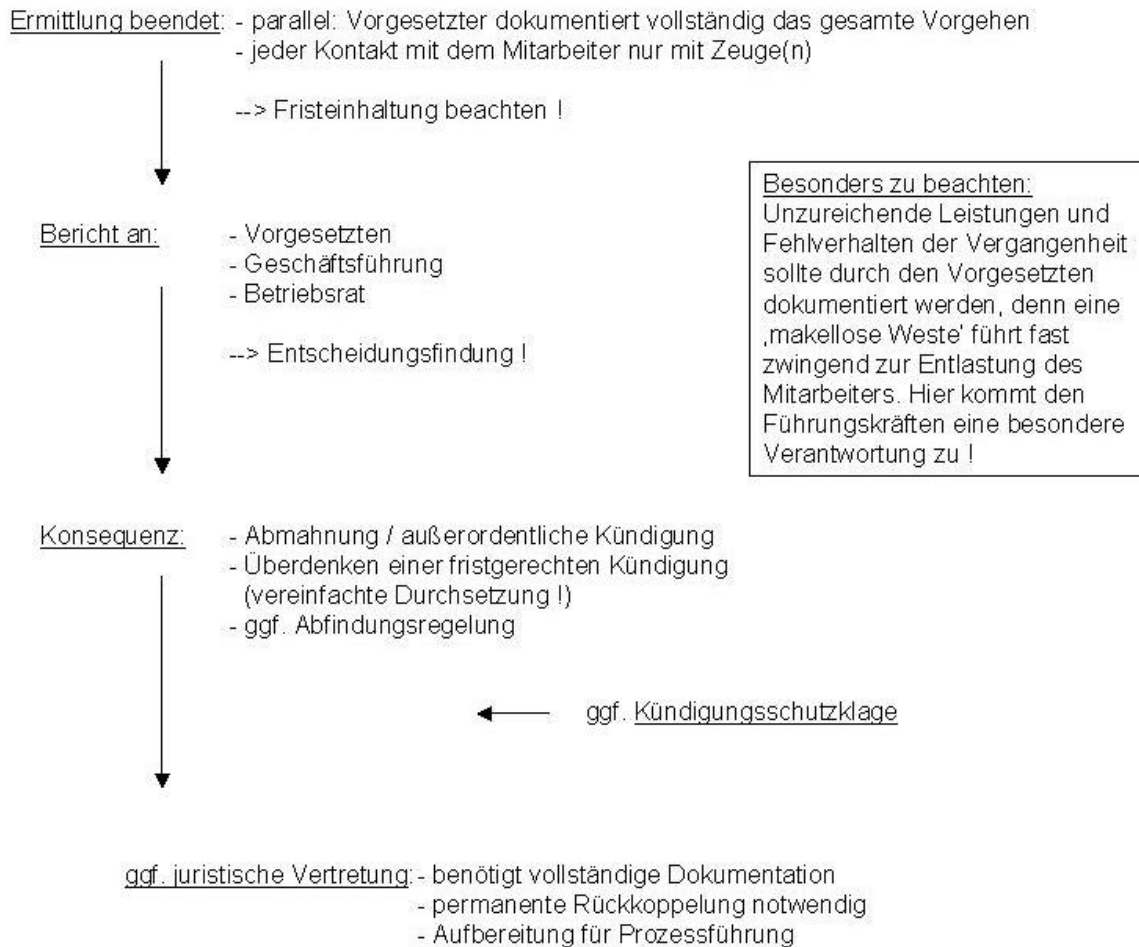 Ermittlung beendet: - parallel: Vorgesetzter dokumentiert vollständig das gesamte Vorgehen
- jeder Kontakt mit dem Mitarbeiter nur mit Zeuge(n)
--> Fristeinhaltung beachten !
Bericht an: - Vorgesetzten
- Geschäftsführung
- Betriebsrat
--> Entscheidungsfindung !
Besonders zu beachten:
Unzureichende Leistungen und
Fehlverhalten der Vergangenheit
sollte durch den Vorgesetzten
dokumentiert werden, denn eine
‚makellose Weste' führt fast
zwingend zur Entlastung des
Mitarbeiters. Hier kommt den
Führungskräften eine besondere
Verantwortung zu !
Konsequenz: - Abmahnung / außerordentliche Kündigung
- Überdenken einer fristgerechten Kündigung
(vereinfachte Durchsetzung !)
- ggf. Abfindungsregelung
ggf. Kündigungsschutzklage
ggf. juristische Vertretung: - benötigt vollständige Dokumentation
- permanente Rückkoppelung notwendig
- Aufbereitung für Prozessführung